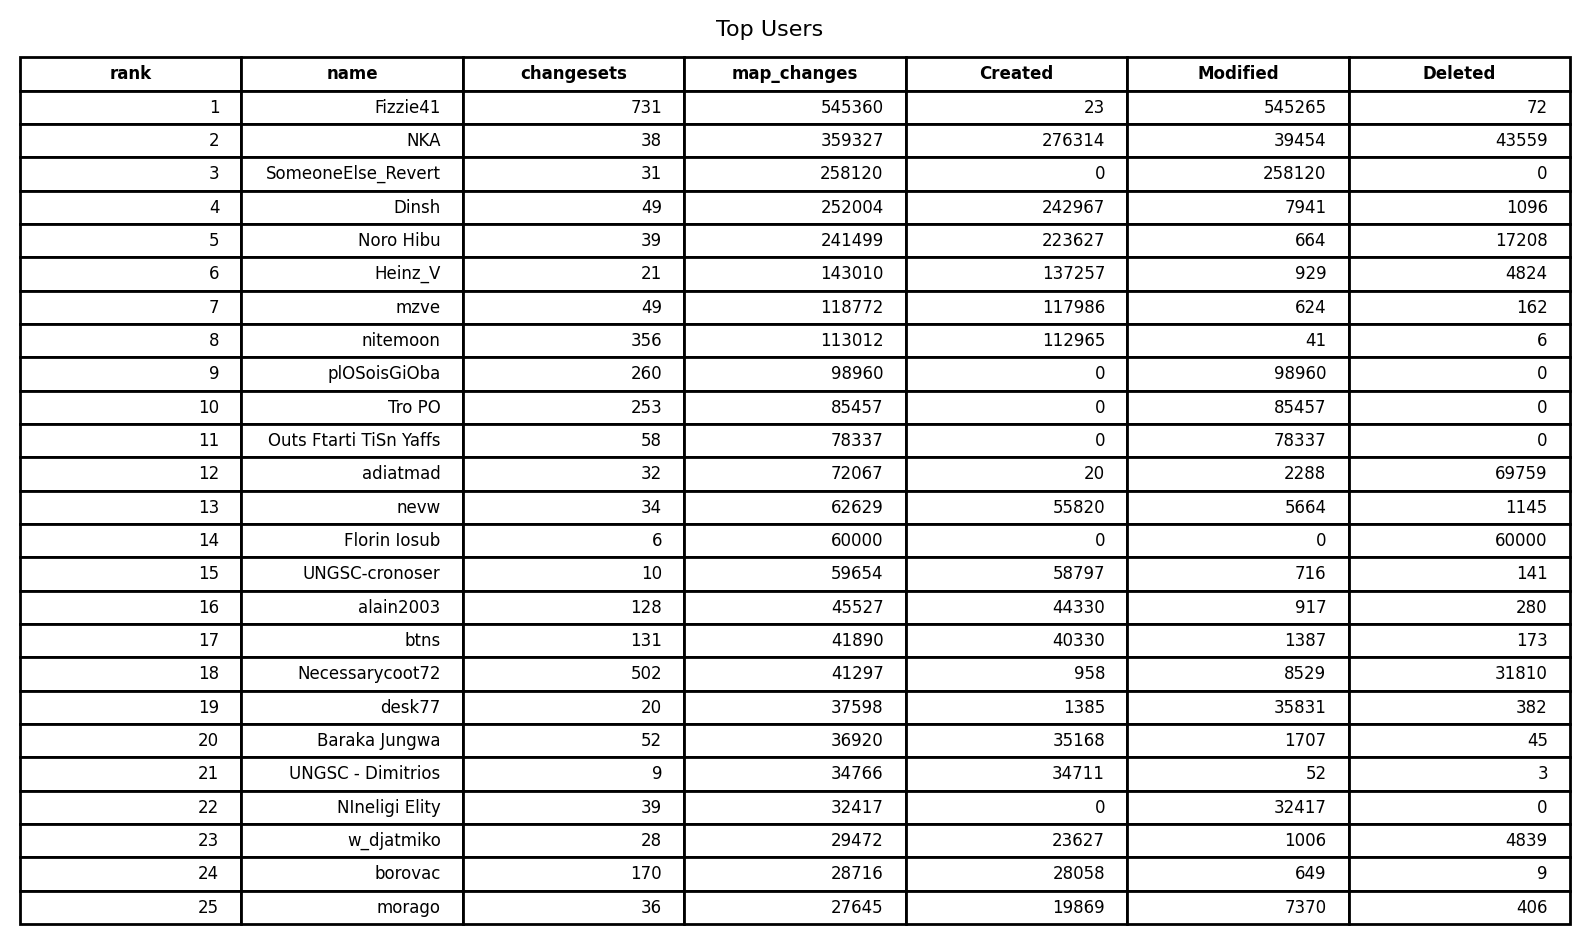 Top Users
rank name changesets map_changes Created Modified Deleted
1 Fizzie41 731 545360 23 545265 72
2 NKA 38 359327 276314 39454 43559
3 SomeoneElse_Revert 31 258120 0 258120 0
4 Dinsh 49 252004 242967 7941 1096
5 Noro Hibu 39 241499 223627 664 17208
6 Heinz_V 21 143010 137257 929 4824
7 mzve 49 118772 117986 624 162
8 nitemoon 356 113012 112965 41 6
9 plOSoisGiOba 260 98960 0 98960 0
10 Tro PO 253 85457 0 85457 0
11 Outs Ftarti TiSn Yaffs 58 78337 0 78337 0
12 adiatmad 32 72067 20 2288 69759
13 nevw 34 62629 55820 5664 1145
14 Florin Iosub 6 60000 0 0 60000
15 UNGSC-cronoser 10 59654 58797 716 141
16 alain2003 128 45527 44330 917 280
17 btns 131 41890 40330 1387 173
18 Necessarycoot72 502 41297 958 8529 31810
19 desk77 20 37598 1385 35831 382
20 Baraka Jungwa 52 36920 35168 1707 45
21 UNGSC - Dimitrios 9 34766 34711 52 3
22 NIneligi Elity 39 32417 0 32417 0
23 w_djatmiko 28 29472 23627 1006 4839
24 borovac 170 28716 28058 649 9
25 morago 36 27645 19869 7370 406